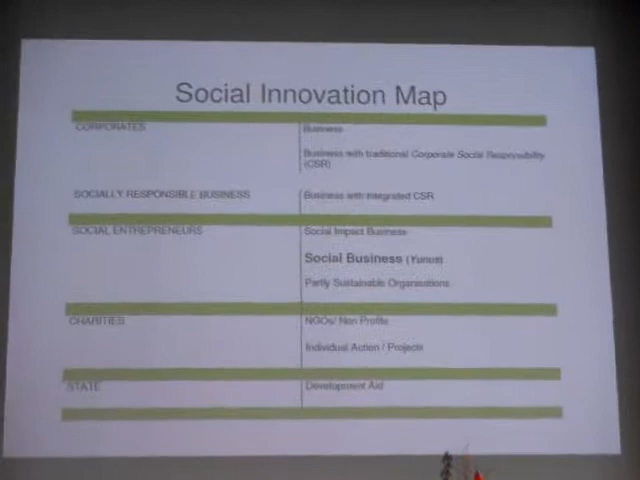 Social Innovation Map
CORPORATES
Business
Business with traditional Corporate Social Responsibility
(CSR)
SOCIALLY RESPONSIBLE BUSINESS
Business with integrated CSR
SOCIAL ENTREPRENEURS
Social Impact Business
Social Business (Yunus)
Partly Sustainable Organisations
CHARITIES
NGOs/ Non Profits
Individual Action / Projects
STATE
Development Aid